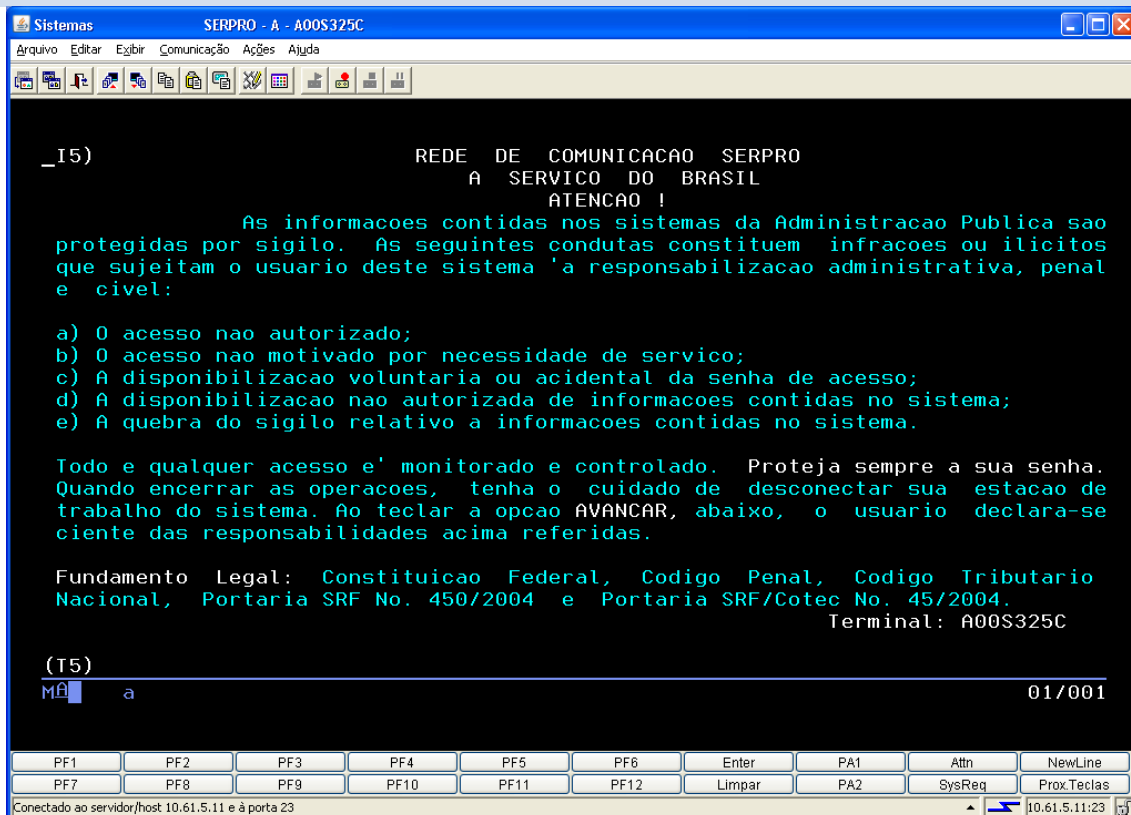 Sistemas SERPRO - A - A00S325C
Arquivo Editar Exibir Comunicação Ações Ajuda
_I5) REDE DE COMUNICACAO SERPRO
A SERVICO DO BRASIL
ATENCAO !
As informacoes contidas nos sistemas da Administracao Publica sao
protegidas por sigilo. As seguintes condutas constituem infracoes ou ilicitos
que sujeitam o usuario deste sistema 'a responsabilizacao administrativa, penal
e civel:
a) O acesso nao autorizado;
b) O acesso nao motivado por necessidade de servico;
c) A disponibilizacao voluntaria ou acidental da senha de acesso;
d) A disponibilizacao nao autorizada de informacoes contidas no sistema;
e) A quebra do sigilo relativo a informacoes contidas no sistema.
Todo e qualquer acesso e' monitorado e controlado. Proteja sempre a sua senha.
Quando encerrar as operacoes, tenha o cuidado de desconectar sua estacao de
trabalho do sistema. Ao teclar a opcao AVANCAR, abaixo, o usuario declara-se
ciente das responsabilidades acima referidas.
Fundamento Legal: Constituicao Federal, Codigo Penal, Codigo Tributario
Nacional, Portaria SRF No. 450/2004 e Portaria SRF/Cotec No. 45/2004.
Terminal: A00S325C
(T5)
MA a 01/001
PF1 PF2 PF3 PF4 PF5 PF6 Enter PA1 Attn NewLine
PF7 PF8 PF9 PF10 PF11 PF12 Limpar PA2 SysReq Prox.Teclas
Conectado ao servidor/host 10.61.5.11 e à porta 23 10.61.5.11:23